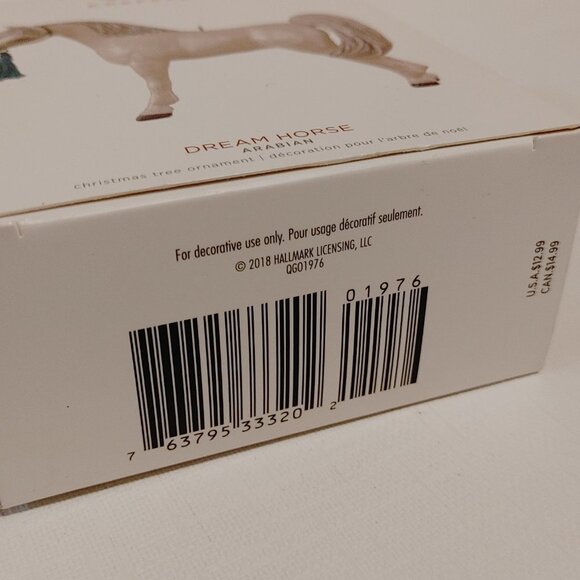 DREAM HORSE
ARABIAN
christmas tree ornament | décoration pour l'arbre de noël
For decorative use only. Pour usage décoratif seulement.
© 2018 HALLMARK LICENSING, LLC
QGO1976
U.S.A.$12.99
CAN.$14.99
01976
7 63795 33320 2